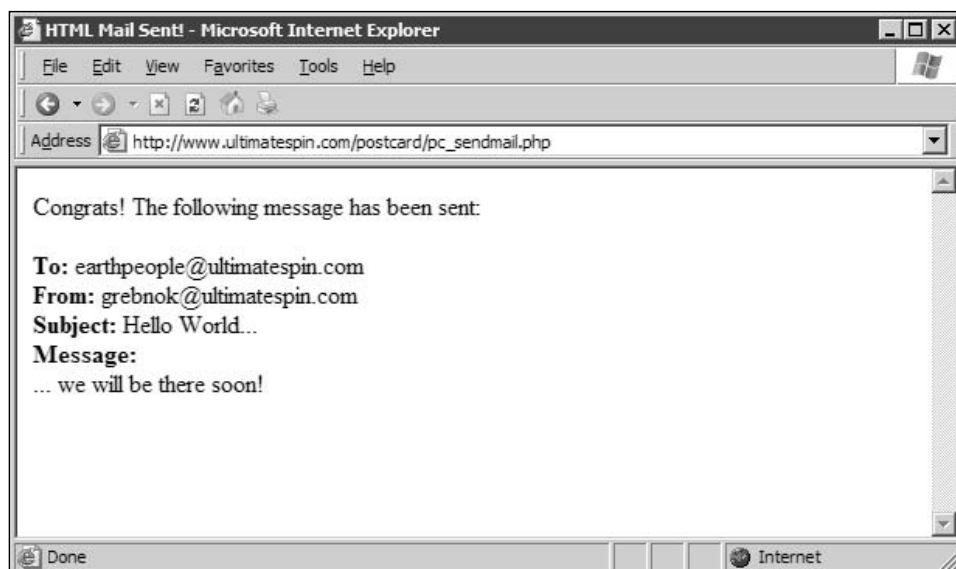 HTML Mail Sent! - Microsoft Internet Explorer
File Edit View Favorites Tools Help
Address http://www.ultimatespin.com/postcard/pc_sendmail.php
Congrats! The following message has been sent:
To: earthpeople@ultimatespin.com
From: grebnok@ultimatespin.com
Subject: Hello World...
Message:
... we will be there soon!
Done Internet